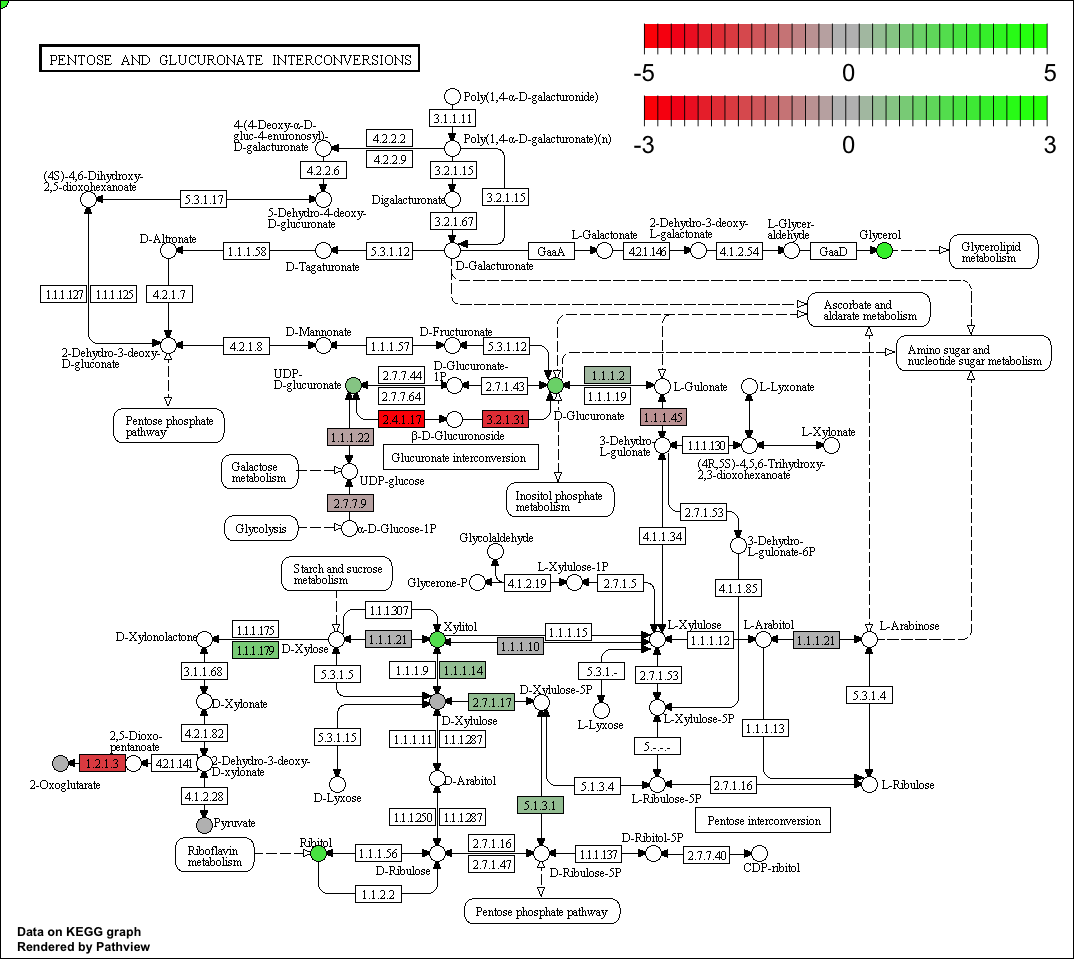 PENTOSE AND GLUCURONATE INTERCONVERSIONS
-5 0 5
-3 0 3
Poly(1,4-α-D-galacturonide)
3.1.1.11
4-(4-Deoxy-α-D-
gluc-4-enuronosyl)-
D-galacturonate
4.2.2.2
4.2.2.9
Poly(1,4-α-D-galacturonate)(n)
4.2.2.6
3.2.1.15
3.2.1.15
(4S)-4,6-Dihydroxy-
2,5-dioxohexanoate
5.3.1.17
5-Dehydro-4-deoxy-
D-glucuronate
Digalacturonate
3.2.1.67
D-Altronate
1.1.1.58
D-Tagaturonate
5.3.1.12
D-Galacturonate
GaaA
L-Galactonate
4.2.1.146
2-Dehydro-3-deoxy-
L-galactonate
4.1.2.54
L-Glycer-
aldehyde
GaaD
Glycerol
Glycerolipid
metabolism
1.1.1.127
1.1.1.125
4.2.1.7
Ascorbate and
aldarate metabolism
Amino sugar and
nucleotide sugar metabolism
2-Dehydro-3-deoxy-
D-gluconate
4.2.1.8
D-Mannonate
1.1.1.57
D-Fructuronate
5.3.1.12
Pentose phosphate
pathway
UDP-
D-glucuronate
2.7.7.44
2.7.7.64
D-Glucuronate-
1P
2.7.1.43
D-Glucuronate
1.1.1.2
1.1.1.19
L-Gulonate
L-Lyxonate
2.4.1.17
β-D-Glucuronoside
3.2.1.31
1.1.1.22
1.1.1.45
Glucuronate interconversion
3-Dehydro-
L-gulonate
1.1.1.130
(4R,5S)-4,5,6-Trihydroxy-
2,3-dioxohexanoate
L-Xylonate
Galactose
metabolism
UDP-glucose
2.7.7.9
Glycolysis
α-D-Glucose-1P
Inositol phosphate
metabolism
2.7.1.53
4.1.1.34
3-Dehydro-
L-gulonate-6P
4.1.1.85
Glycolaldehyde
Glycerone-P
4.1.2.19
L-Xylulose-1P
2.7.1.5
Starch and sucrose
metabolism
1.1.1307
D-Xylonolactone
1.1.1.175
1.1.1.179
D-Xylose
1.1.1.21
Xylitol
1.1.1.15
1.1.1.10
L-Xylulose
1.1.1.12
L-Arabitol
1.1.1.21
L-Arabinose
3.1.1.68
5.3.1.5
1.1.1.9
1.1.1.14
5.3.1.-
2.7.1.53
5.3.1.4
D-Xylonate
D-Xylulose
2.7.1.17
D-Xylulose-5P
L-Lyxose
L-Xylulose-5P
1.1.1.13
4.2.1.82
5.3.1.15
1.1.1.11
1.1.1287
5.-.-.-
2-Oxoglutarate
1.2.1.3
2,5-Dioxo-
pentanoate
4.2.1.141
2-Dehydro-3-deoxy-
D-xylonate
D-Lyxose
D-Arabitol
5.1.3.4
L-Ribulose-5P
2.7.1.16
L-Ribulose
4.1.2.28
Pyruvate
5.1.3.1
Pentose interconversion
1.1.1250
1.1.1287
Riboflavin
metabolism
Ribitol
1.1.1.56
D-Ribulose
2.7.1.16
2.7.1.47
D-Ribulose-5P
1.1.1.137
D-Ribitol-5P
2.7.7.40
CDP-ribitol
1.1.2.2
Pentose phosphate pathway
Data on KEGG graph
Rendered by Pathview